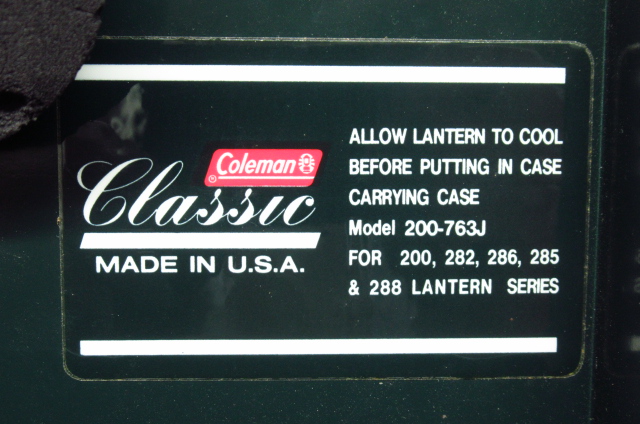 Coleman
®
Classic
MADE IN U.S.A.
ALLOW LANTERN TO COOL
BEFORE PUTTING IN CASE
CARRYING CASE
Model 200-763J
FOR 200, 282, 286, 285
& 288 LANTERN SERIES